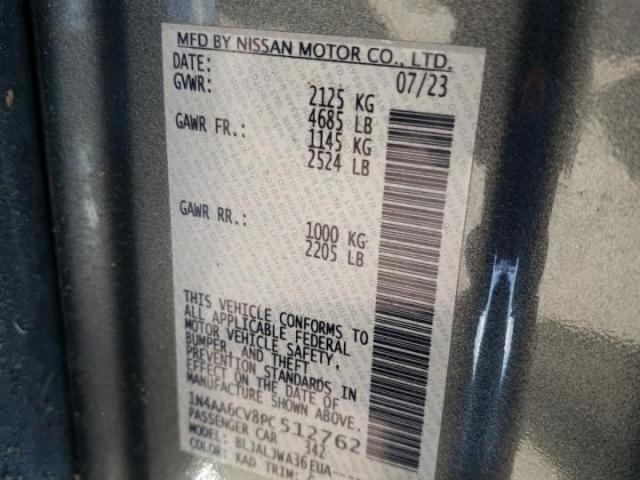 MFD BY NISSAN MOTOR CO., LTD.
DATE: 07/23
GVWR: 2125 KG
4685 LB
GAWR FR.: 1145 KG
2524 LB
GAWR RR.: 1000 KG
2205 LB
THIS VEHICLE CONFORMS TO
ALL APPLICABLE FEDERAL
MOTOR VEHICLE SAFETY,
BUMPER, AND THEFT
PREVENTION STANDARDS IN
EFFECT ON THE DATE OF
MANUFACTURE SHOWN ABOVE.
1N4AA6CV8PC512762
PASSENGER CAR 342
MODEL: BLJALJWA36EUA
COLOR: KAD TRIM: